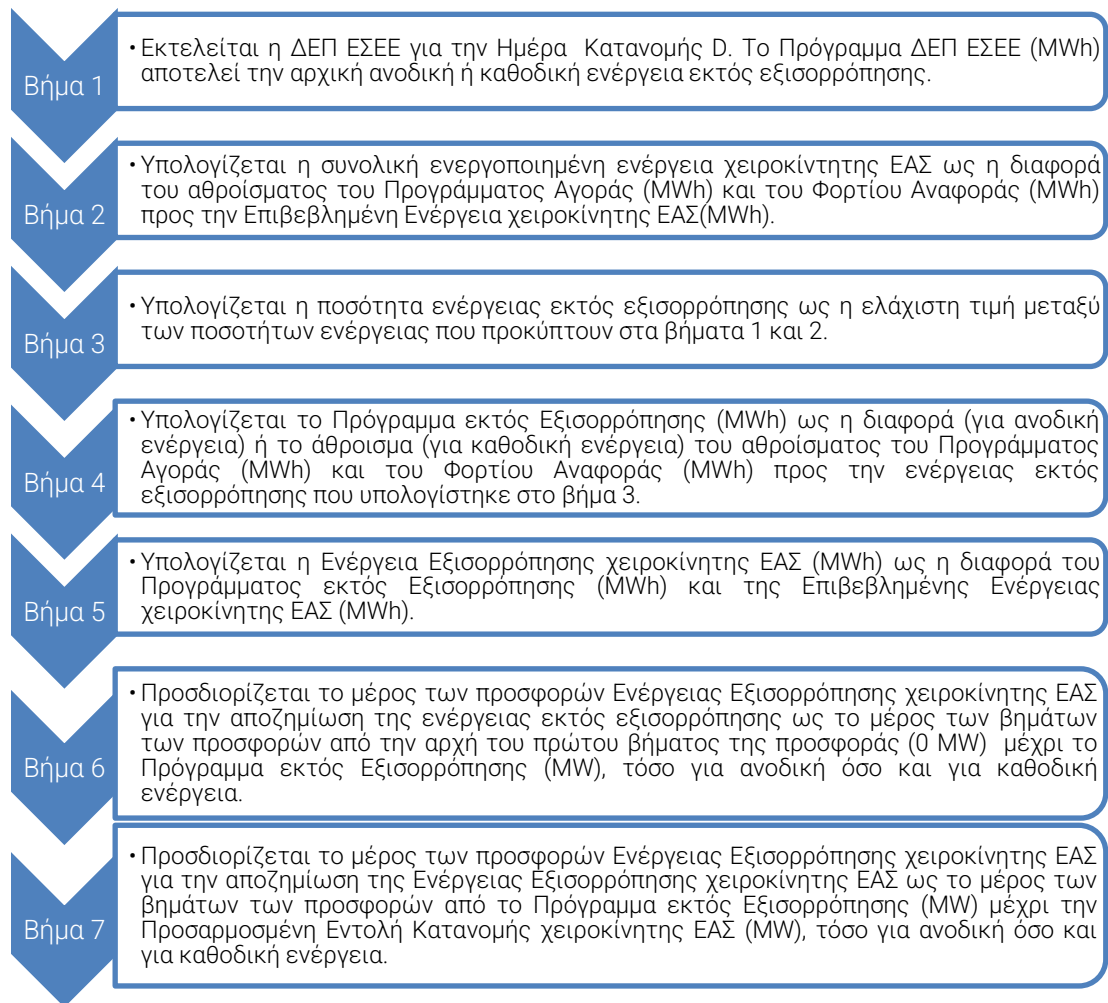 Βήμα 1
• Εκτελείται η ΔΕΠ ΕΣΕΕ για την Ημέρα Κατανομής D. Το Πρόγραμμα ΔΕΠ ΕΣΕΕ (MWh)
αποτελεί την αρχική ανοδική ή καθοδική ενέργεια εκτός εξισορρόπησης.
Βήμα 2
• Υπολογίζεται η συνολική ενεργοποιημένη ενέργεια χειροκίντητης ΕΑΣ ως η διαφορά
του αθροίσματος του Προγράμματος Αγοράς (MWh) και του Φορτίου Αναφοράς (MWh)
προς την Επιβεβλημένη Ενέργεια χειροκίνητης ΕΑΣ(MWh).
Βήμα 3
• Υπολογίζεται η ποσότητα ενέργειας εκτός εξισορρόπησης ως η ελάχιστη τιμή μεταξύ
των ποσοτήτων ενέργειας που προκύπτουν στα βήματα 1 και 2.
Βήμα 4
• Υπολογίζεται το Πρόγραμμα εκτός Εξισορρόπησης (MWh) ως η διαφορά (για ανοδική
ενέργεια) ή το άθροισμα (για καθοδική ενέργεια) του αθροίσματος του Προγράμματος
Αγοράς (MWh) και του Φορτίου Αναφοράς (MWh) προς την ενέργειας εκτός
εξισορρόπησης που υπολογίστηκε στο βήμα 3.
Βήμα 5
• Υπολογίζεται η Ενέργεια Εξισορρόπησης χειροκίνητης ΕΑΣ (MWh) ως η διαφορά του
Προγράμματος εκτός Εξισορρόπησης (MWh) και της Επιβεβλημένης Ενέργειας
χειροκίνητης ΕΑΣ (MWh).
Βήμα 6
• Προσδιορίζεται το μέρος των προσφορών Ενέργειας Εξισορρόπησης χειροκίνητης ΕΑΣ
για την αποζημίωση της ενέργειας εκτός εξισορρόπησης ως το μέρος των βημάτων
των προσφορών από την αρχή του πρώτου βήματος της προσφοράς (0 MW) μέχρι το
Πρόγραμμα εκτός Εξισορρόπησης (MW), τόσο για ανοδική όσο και για καθοδική
ενέργεια.
Βήμα 7
• Προσδιορίζεται το μέρος των προσφορών Ενέργειας Εξισορρόπησης χειροκίνητης ΕΑΣ
για την αποζημίωση της Ενέργειας Εξισορρόπησης χειροκίνητης ΕΑΣ ως το μέρος των
βημάτων των προσφορών από το Πρόγραμμα εκτός Εξισορρόπησης (MW) μέχρι την
Προσαρμοσμένη Εντολή Κατανομής χειροκίνητης ΕΑΣ (MW), τόσο για ανοδική όσο και
για καθοδική ενέργεια.